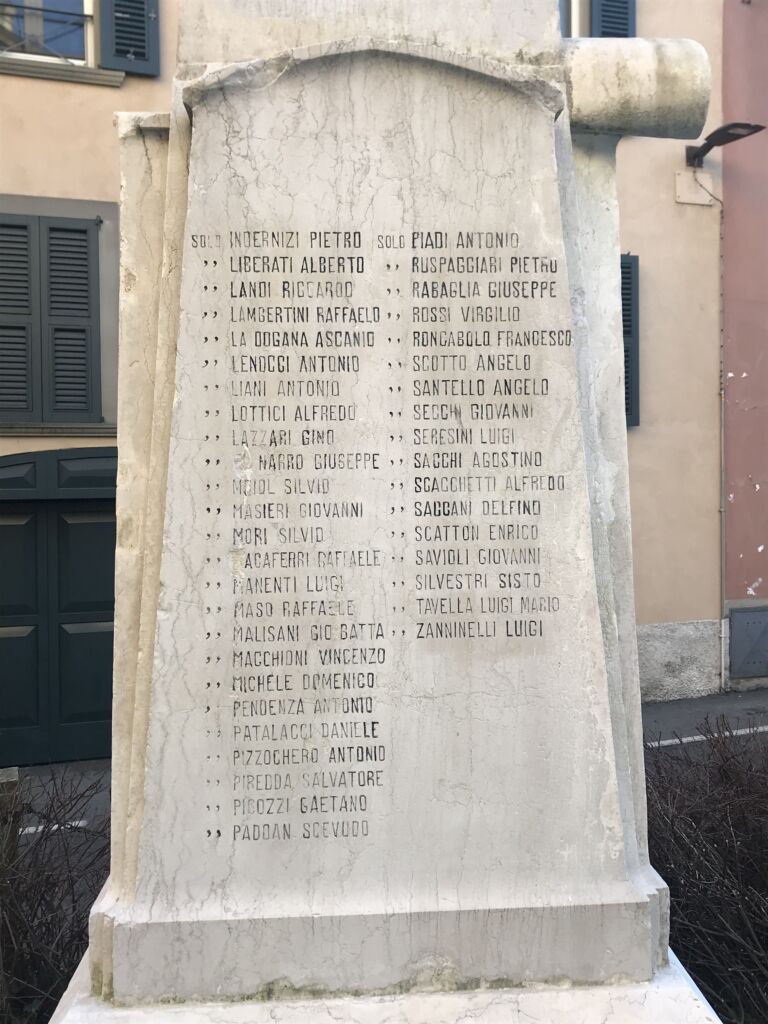 SOLD INDERNIZI PIETRO
,, LIBERATI ALBERTO
,, LANDI RICCARDO
,, LAMBERTINI RAFFAELO
,, LA DOGANA ASCANIO
,, LENOCCI ANTONIO
,, LIANI ANTONIO
,, LOTTICI ALFREDO
,, LAZZARI GINO
,, NARRO GIUSEPPE
,, MEIOL SILVIO
,, MASIERI GIOVANNI
,, MORI SILVIO
,, RAFFAELE
,, MANENTI LUIGI
,, MASO RAFFAELE
,, MALISANI GIO BATTA
,, MACCHIONI VINCENZO
,, MICHELE DOMENICO
,, PENDENZA ANTONIO
,, PATALACCI DANIELE
,, PIZZOCHERO ANTONIO
,, PIREDDA SALVATORE
,, PIGOZZI GAETANO
,, PADOAN SCEVUDO
SOLD PIADI ANTONIO
,, RUSPAGGIARI PIETRO
,, RABAGLIA GIUSEPPE
,, ROSSI VIRGILIO
,, RONCABOLO FRANCESCO
,, SCOTTO ANGELO
,, SANTELLO ANGELO
,, SECCHI GIOVANNI
,, SERESINI LUIGI
,, SACCHI AGOSTINO
,, SCACCHETTI ALFREDO
,, SACCANI DELFINO
,, SCATTON ENRICO
,, SAVIOLI GIOVANNI
,, SILVESTRI SISTO
,, TAVELLA LUIGI MARIO
,, ZANNINELLI LUIGI